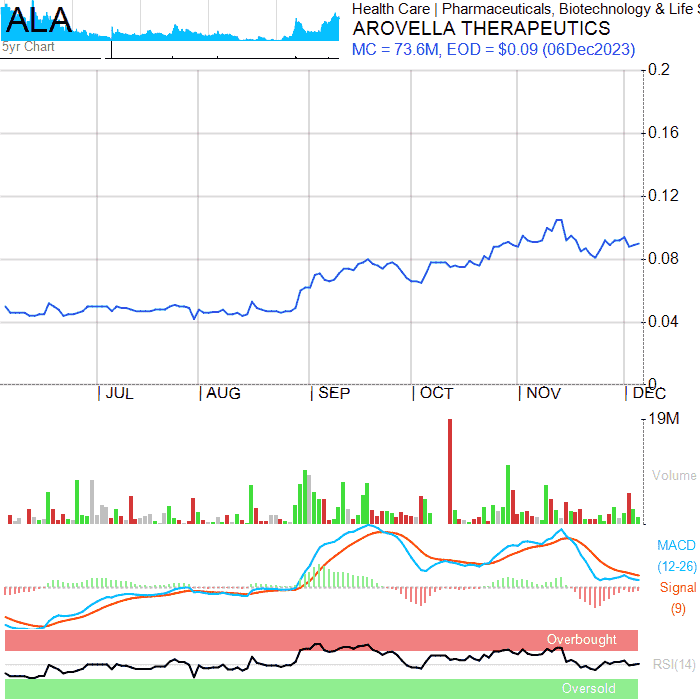 ALA
5yr Chart
Health Care | Pharmaceuticals, Biotechnology & Life S
AROVELLA THERAPEUTICS
MC = 73.6M, EOD = $0.09 (06Dec2023)
0.2
0.16
0.12
0.08
0.04
0
| JUL | AUG | SEP | OCT | NOV | DEC
19M
Volume
MACD
(12-26)
Signal
(9)
Overbought
RSI(14)
Oversold